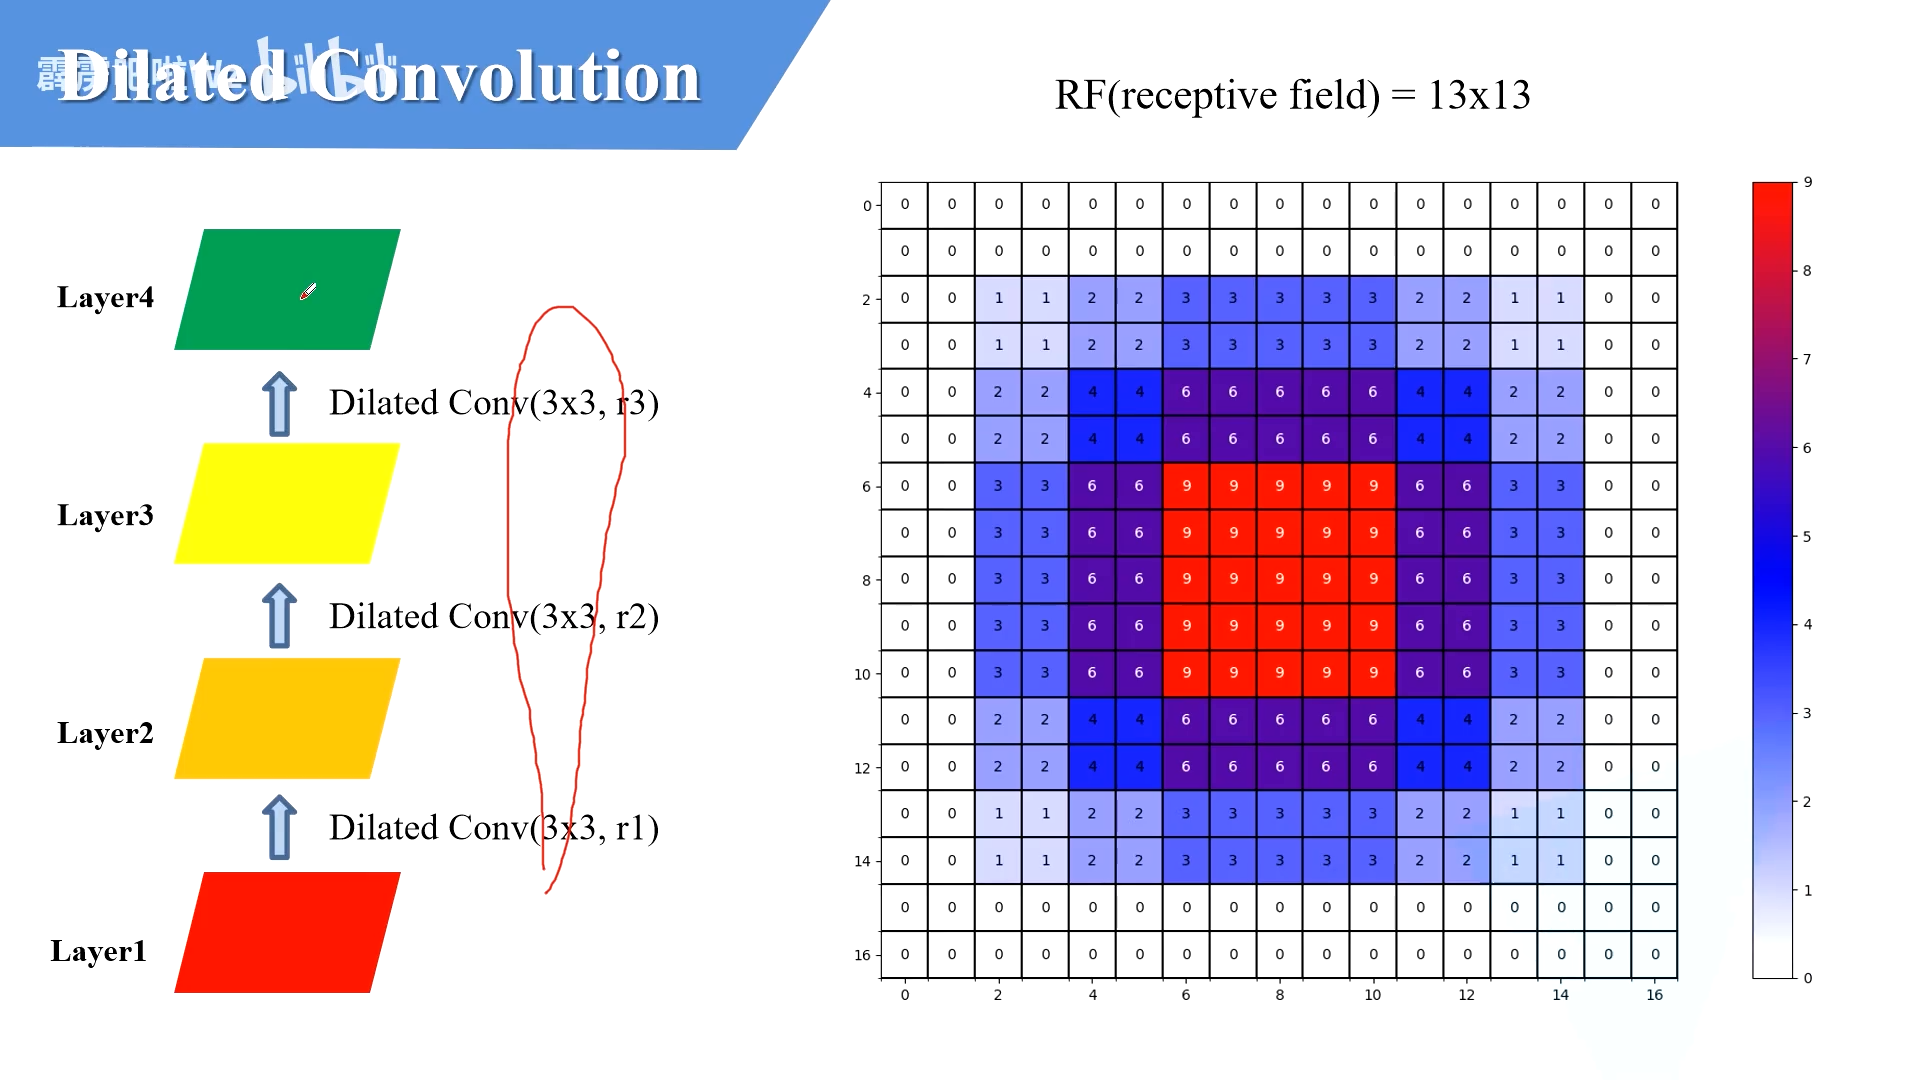 Dilated Convolution
霹雳吧啦Wz bilibili
RF(receptive field) = 13x13
Layer4
Dilated Conv(3x3, r3)
Layer3
Dilated Conv(3x3, r2)
Layer2
Dilated Conv(3x3, r1)
Layer1
0 0 0 0 0 0 0 0 0 0 0 0 0 0 0 0 0 0
0 0 0 0 0 0 0 0 0 0 0 0 0 0 0 0 0
2 0 0 1 1 2 2 3 3 3 3 3 2 2 1 1 0 0
0 0 1 1 2 2 3 3 3 3 3 2 2 1 1 0 0
4 0 0 2 2 4 4 6 6 6 6 6 4 4 2 2 0 0
0 0 2 2 4 4 6 6 6 6 6 4 4 2 2 0 0
6 0 0 3 3 6 6 9 9 9 9 9 6 6 3 3 0 0
0 0 3 3 6 6 9 9 9 9 9 6 6 3 3 0 0
8 0 0 3 3 6 6 9 9 9 9 9 6 6 3 3 0 0
0 0 3 3 6 6 9 9 9 9 9 6 6 3 3 0 0
10 0 0 3 3 6 6 9 9 9 9 9 6 6 3 3 0 0
0 0 2 2 4 4 6 6 6 6 6 4 4 2 2 0 0
12 0 0 2 2 4 4 6 6 6 6 6 4 4 2 2 0 0
0 0 1 1 2 2 3 3 3 3 3 2 2 1 1 0 0
14 0 0 1 1 2 2 3 3 3 3 3 2 2 1 1 0 0
0 0 0 0 0 0 0 0 0 0 0 0 0 0 0 0 0
16 0 0 0 0 0 0 0 0 0 0 0 0 0 0 0 0 0
0 2 4 6 8 10 12 14 16
9
8
7
6
5
4
3
2
1
0